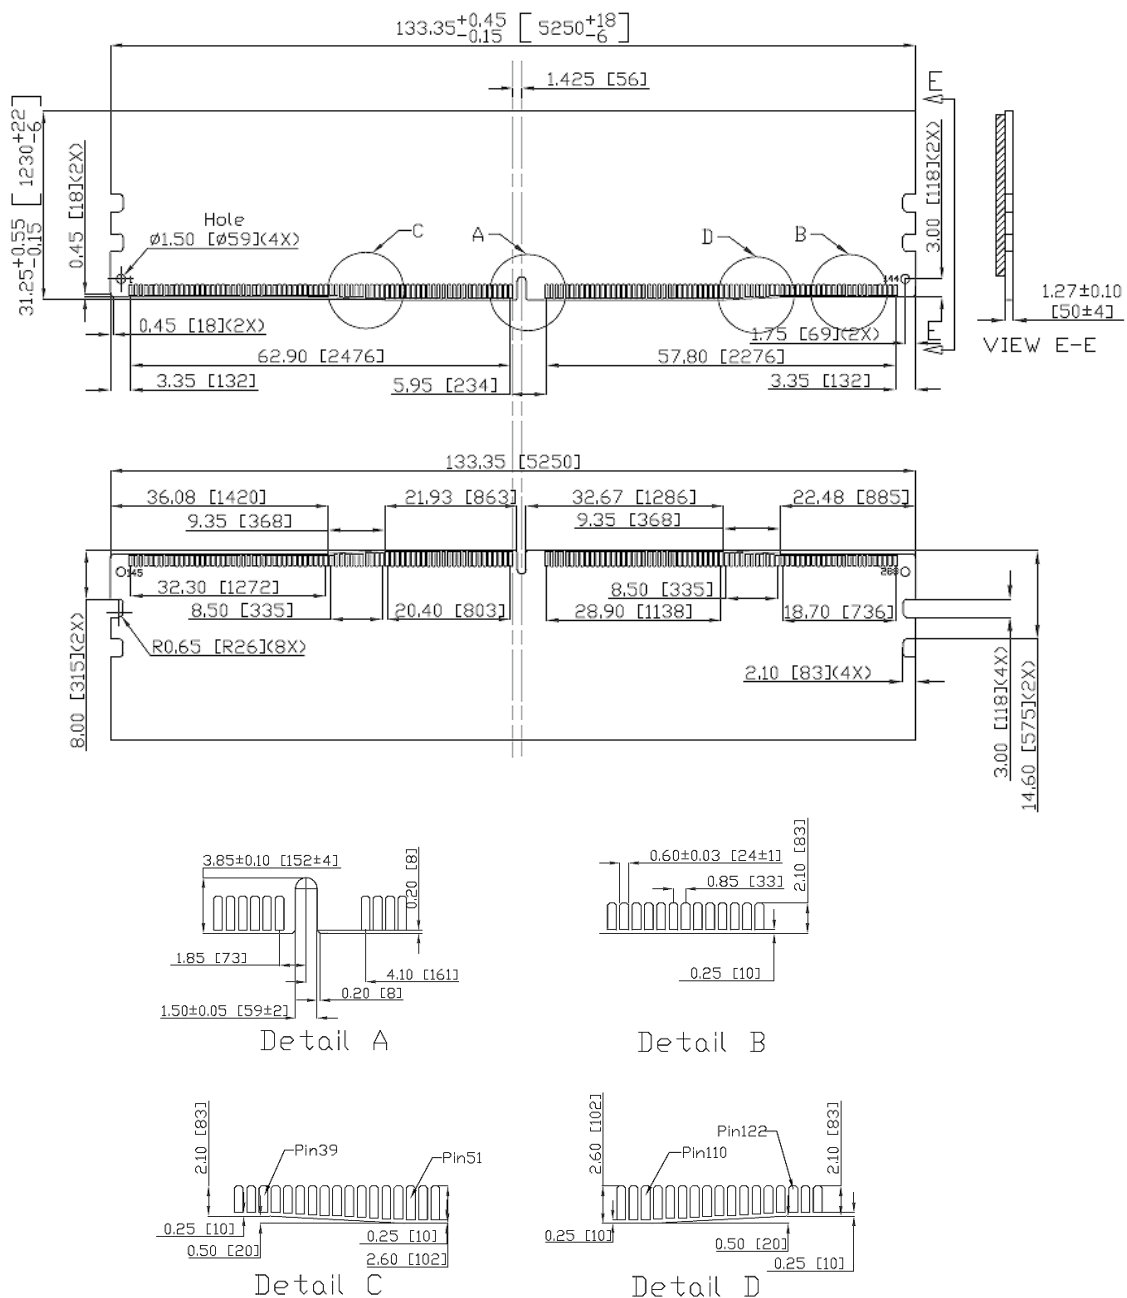 133.35+0.45-0.15 [ 5250+18-6 ]
1.425 [56]
E
31.25+0.55-0.15 [ 1230+22-6 ]
0.45 [18](2X)
3.00 [118](2X)
Hole
ø1.50 [ø59](4X)
C
A
D
B
1
144
1.27±0.10
[50±4]
0.45 [18](2X)
1.75 [69](2X)
E
VIEW E-E
62.90 [2476]
57.80 [2276]
3.35 [132]
5.95 [234]
3.35 [132]
133.35 [5250]
36.08 [1420]
21.93 [863]
32.67 [1286]
22.48 [885]
9.35 [368]
9.35 [368]
145
288
32.30 [1272]
8.50 [335]
8.50 [335]
20.40 [803]
28.90 [1138]
18.70 [736]
R0.65 [R26](8X)
2.10 [83](4X)
8.00 [315](2X)
3.00 [118](4X)
14.60 [575](2X)
3.85±0.10 [152±4]
0.20 [8]
1.85 [73]
4.10 [161]
0.20 [8]
1.50±0.05 [59±2]
Detail A
0.60±0.03 [24±1]
2.10 [83]
0.85 [33]
0.25 [10]
Detail B
2.10 [83]
Pin39
Pin51
0.25 [10]
0.25 [10]
0.50 [20]
2.60 [102]
Detail C
2.60 [102]
Pin122
2.10 [83]
Pin110
0.25 [10]
0.50 [20]
0.25 [10]
Detail D